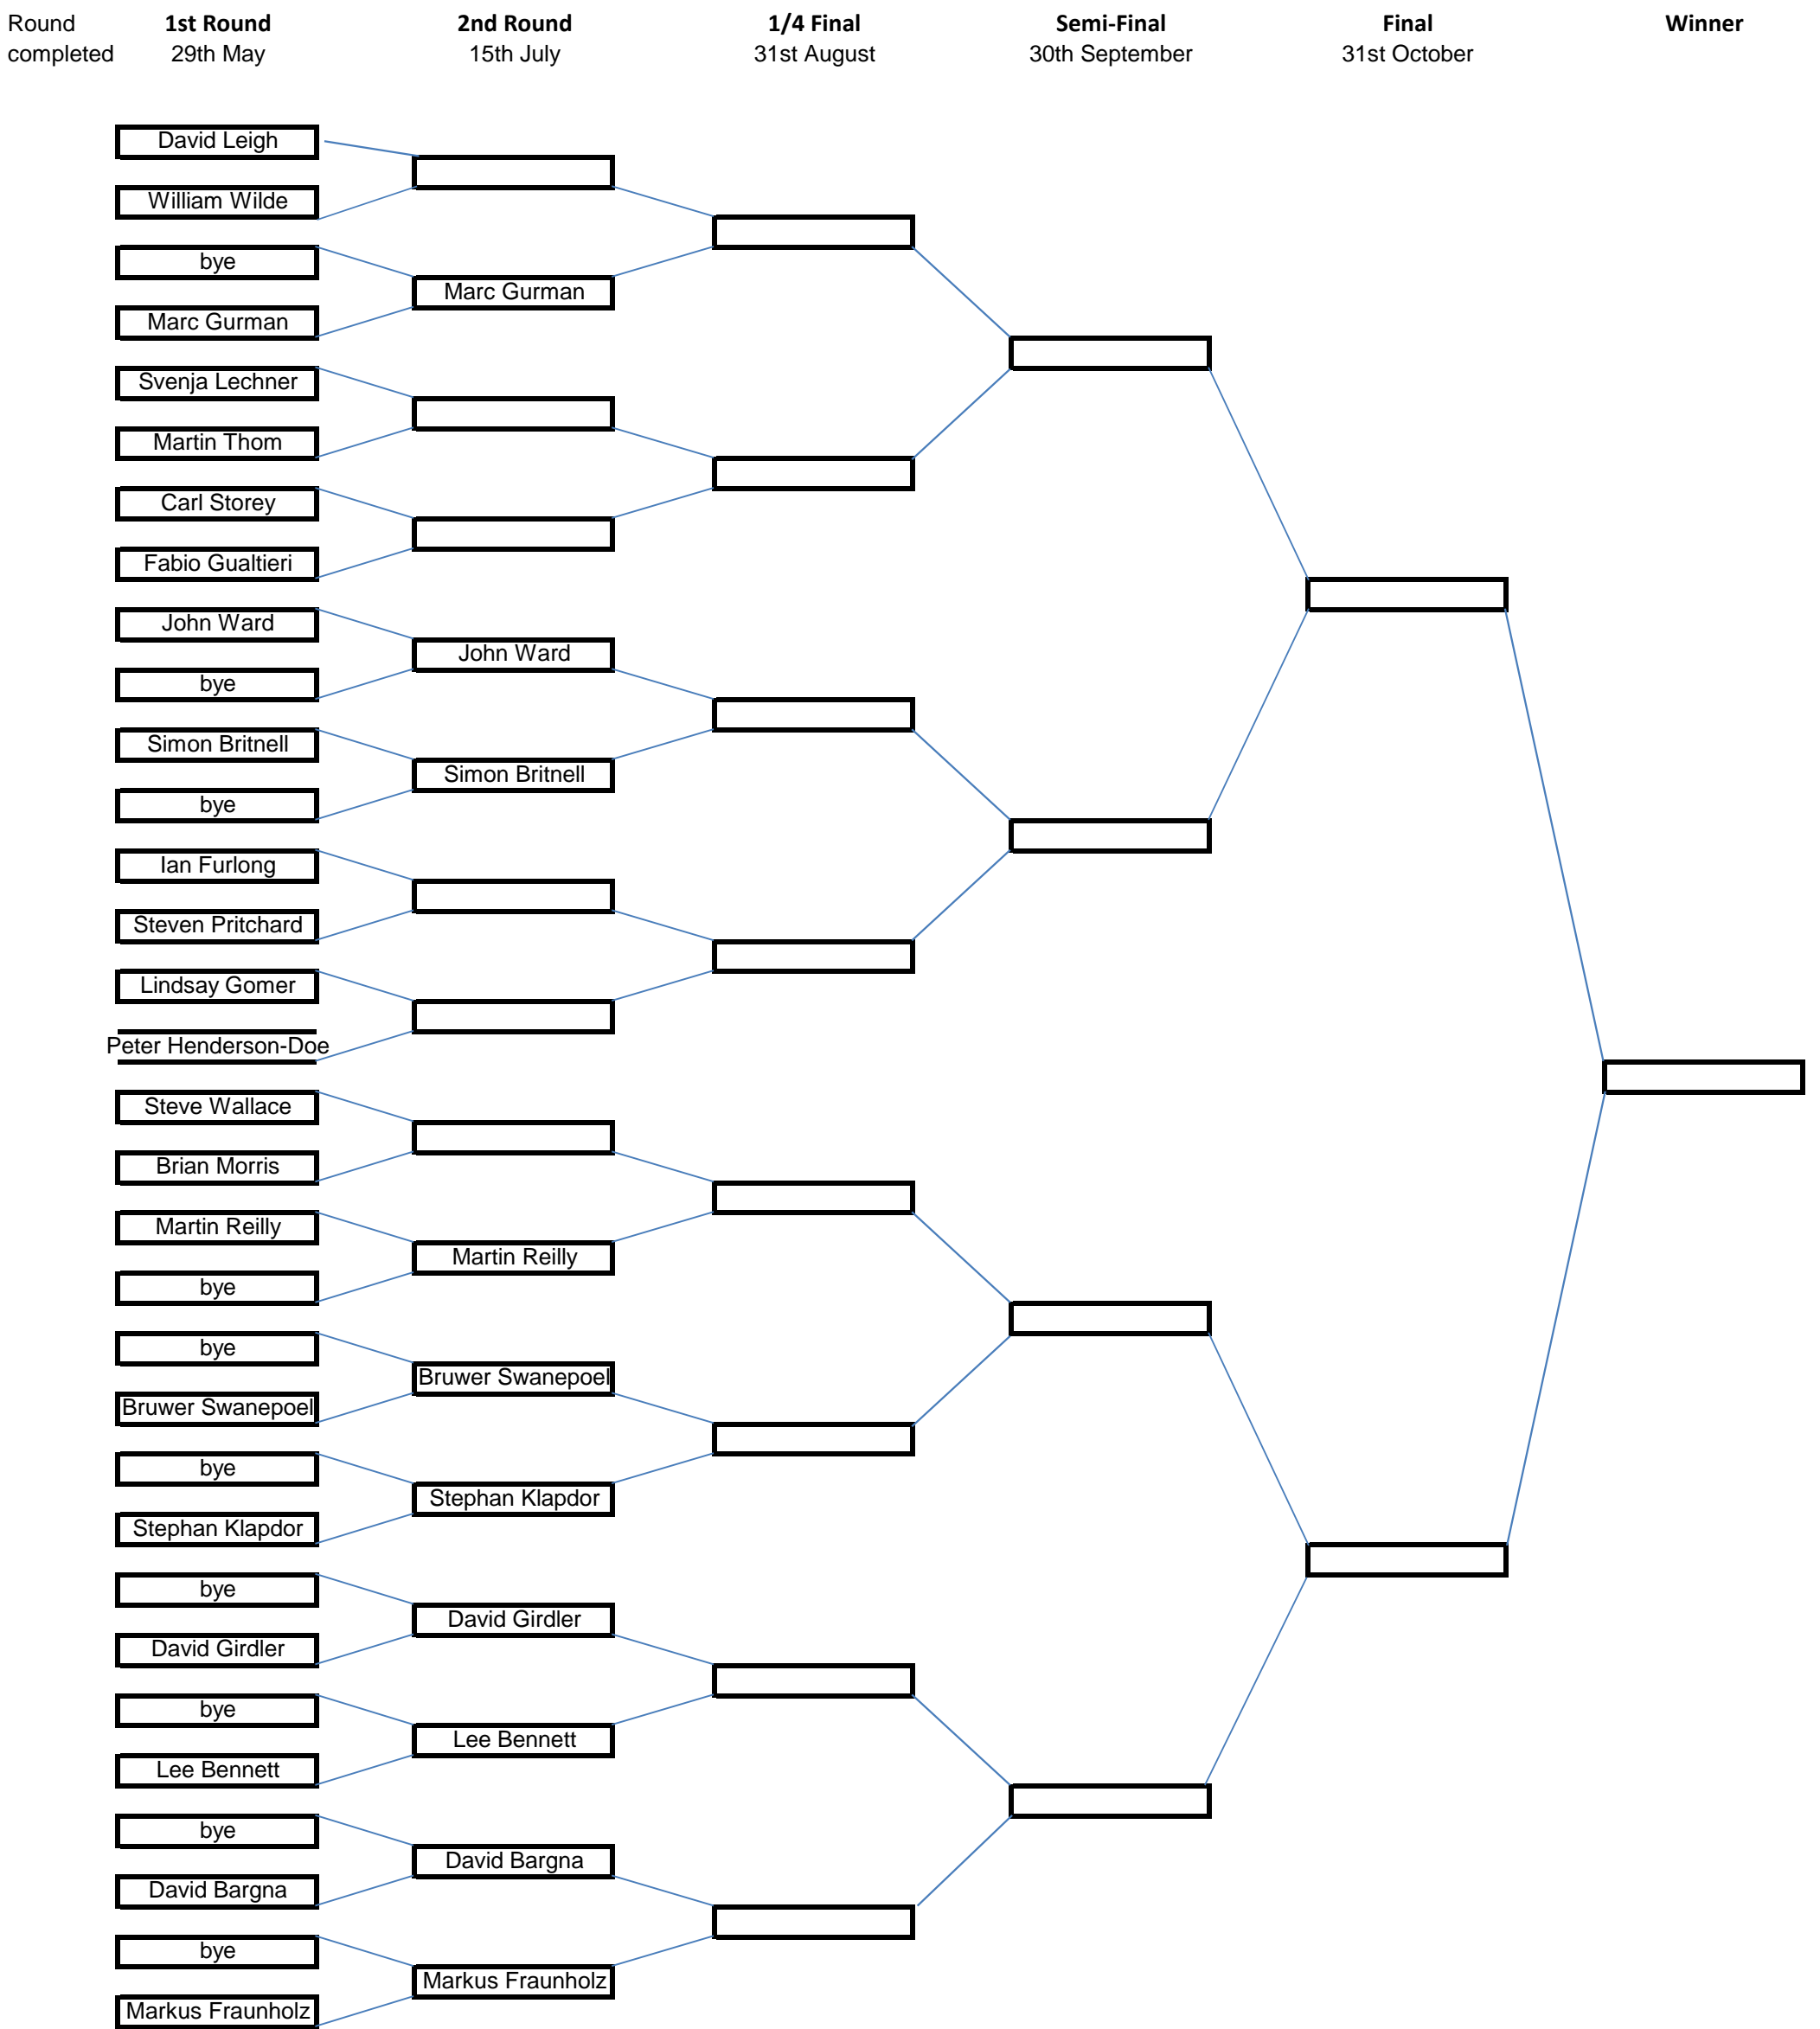 Round 1st Round 2nd Round 1/4 Final Semi-Final Final Winner
completed 29th May 15th July 31st August 30th September 31st October
David Leigh
William Wilde
bye
Marc Gurman
Marc Gurman
Svenja Lechner
Martin Thom
Carl Storey
Fabio Gualtieri
John Ward
John Ward
bye
Simon Britnell
Simon Britnell
bye
Ian Furlong
Steven Pritchard
Lindsay Gomer
Peter Henderson-Doe
Steve Wallace
Brian Morris
Martin Reilly
Martin Reilly
bye
bye
Bruwer Swanepoel
Bruwer Swanepoel
bye
Stephan Klapdor
Stephan Klapdor
bye
David Girdler
David Girdler
bye
Lee Bennett
Lee Bennett
bye
David Bargna
David Bargna
bye
Markus Fraunholz
Markus Fraunholz